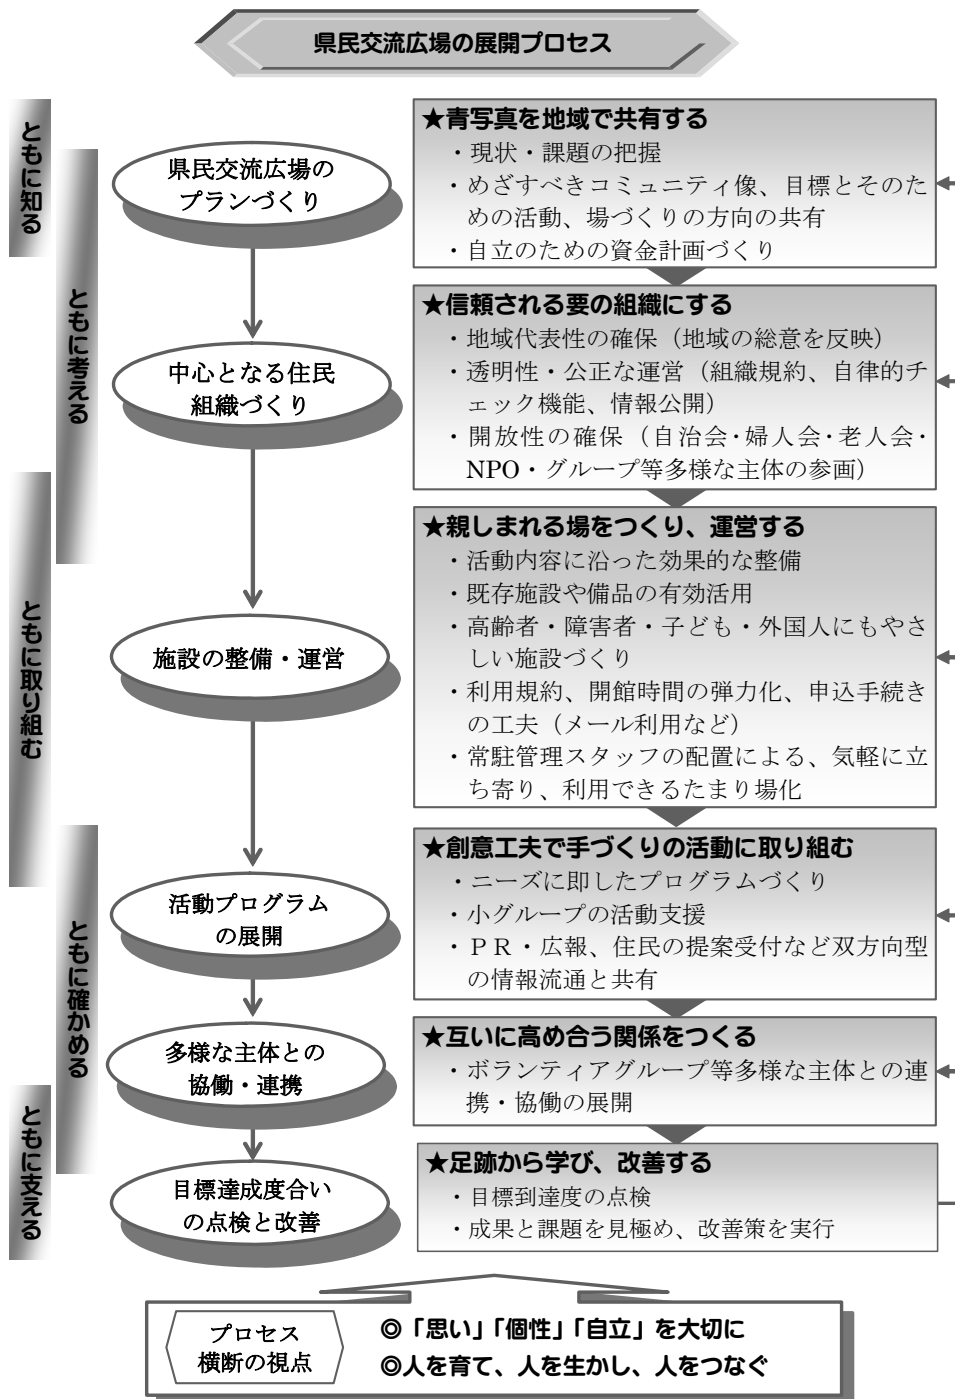 県民交流広場の展開プロセス
ともに知る
ともに考える
ともに取り組む
ともに確かめる
ともに支える
県民交流広場の
プランづくり
★青写真を地域で共有する
・現状・課題の把握
・めざすべきコミュニティ像、目標とそのた
めの活動、場づくりの方向の共有
・自立のための資金計画づくり
中心となる住民
組織づくり
★信頼される要の組織にする
・地域代表性の確保（地域の総意を反映）
・透明性・公正な運営（組織規約、自律的チ
ェック機能、情報公開）
・開放性の確保（自治会・婦人会・老人会・
NPO・グループ等多様な主体の参画）
施設の整備・運営
★親しまれる場をつくり、運営する
・活動内容に沿った効果的な整備
・既存施設や備品の有効活用
・高齢者・障害者・子ども・外国人にもやさ
しい施設づくり
・利用規約、開館時間の弾力化、申込手続き
の工夫（メール利用など）
・常駐管理スタッフの配置による、気軽に立
ち寄り、利用できるたまり場化
活動プログラム
の展開
★創意工夫で手づくりの活動に取り組む
・ニーズに即したプログラムづくり
・小グループの活動支援
・ＰＲ・広報、住民の提案受付など双方向型
の情報流通と共有
多様な主体との
協働・連携
★互いに高め合う関係をつくる
・ボランティアグループ等多様な主体との連
携・協働の展開
目標達成度合い
の点検と改善
★足跡から学び、改善する
・目標到達度の点検
・成果と課題を見極め、改善策を実行
プロセス
横断の視点
◎「思い」「個性」「自立」を大切に
◎人を育て、人を生かし、人をつなぐ